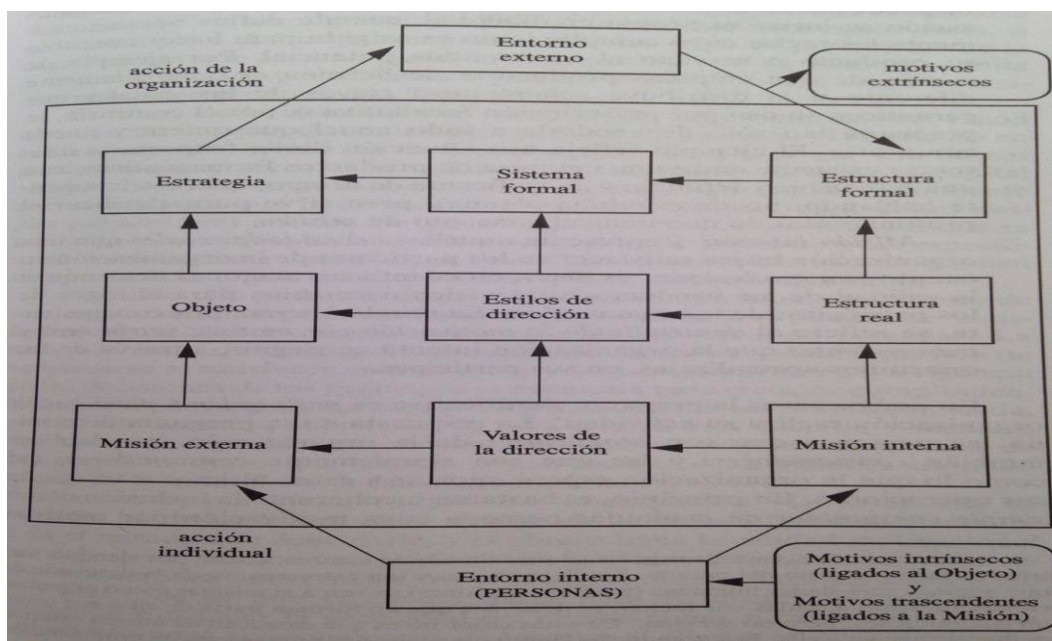 Entorno
externo
acción de la
organización
motivos
extrínsecos
Estrategia
Sistema
formal
Estructura
formal
Objeto
Estilos de
dirección
Estructura
real
Misión externa
Valores de
la dirección
Misión interna
acción
individual
Entorno interno
(PERSONAS)
Motivos intrínsecos
(ligados al Objeto)
y
Motivos trascendentes
(ligados a la Misión)